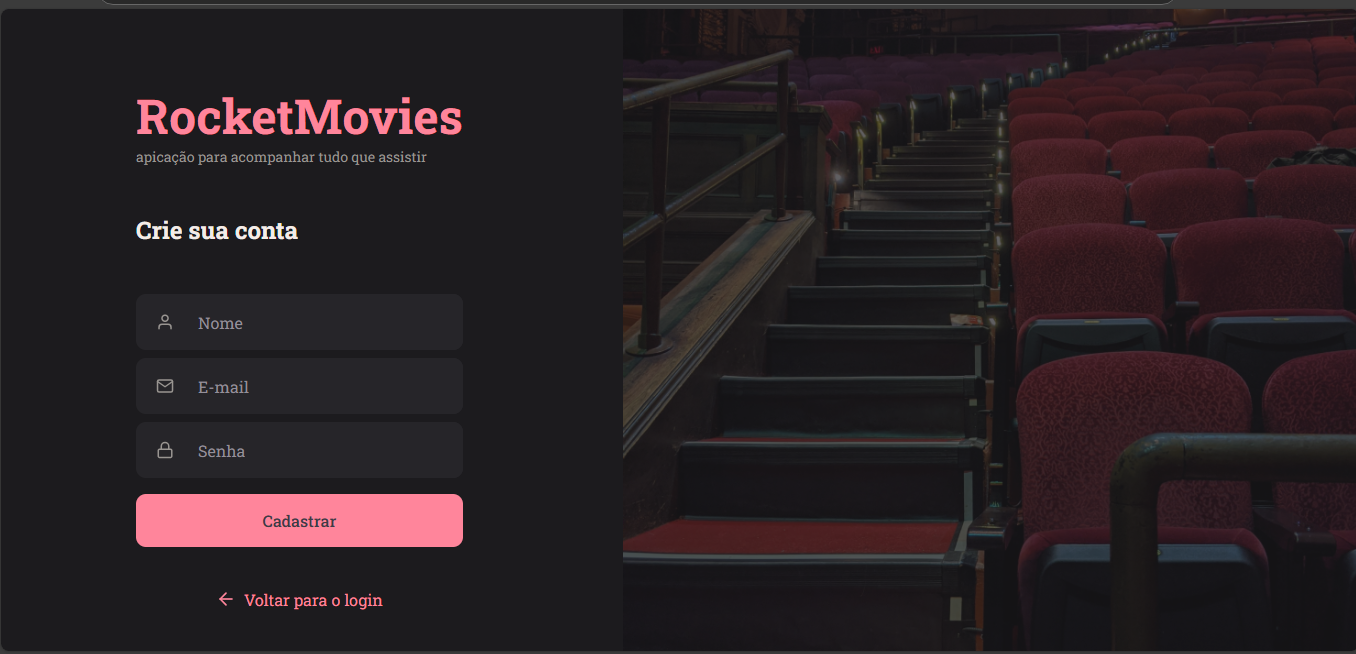 RocketMovies
apicação para acompanhar tudo que assistir
Crie sua conta
Nome
E-mail
Senha
Cadastrar
Voltar para o login